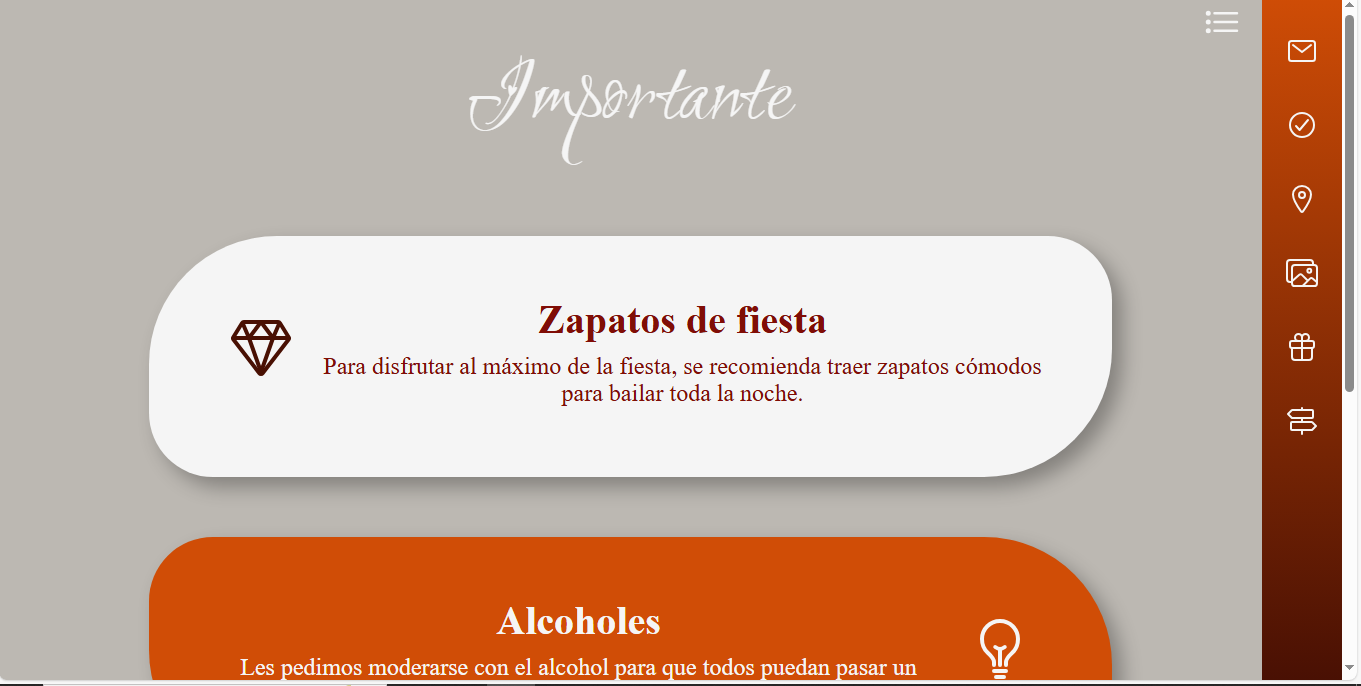 Importante
Zapatos de fiesta
Para disfrutar al máximo de la fiesta, se recomienda traer zapatos cómodos
para bailar toda la noche.
Alcoholes
Les pedimos moderarse con el alcohol para que todos puedan pasar un